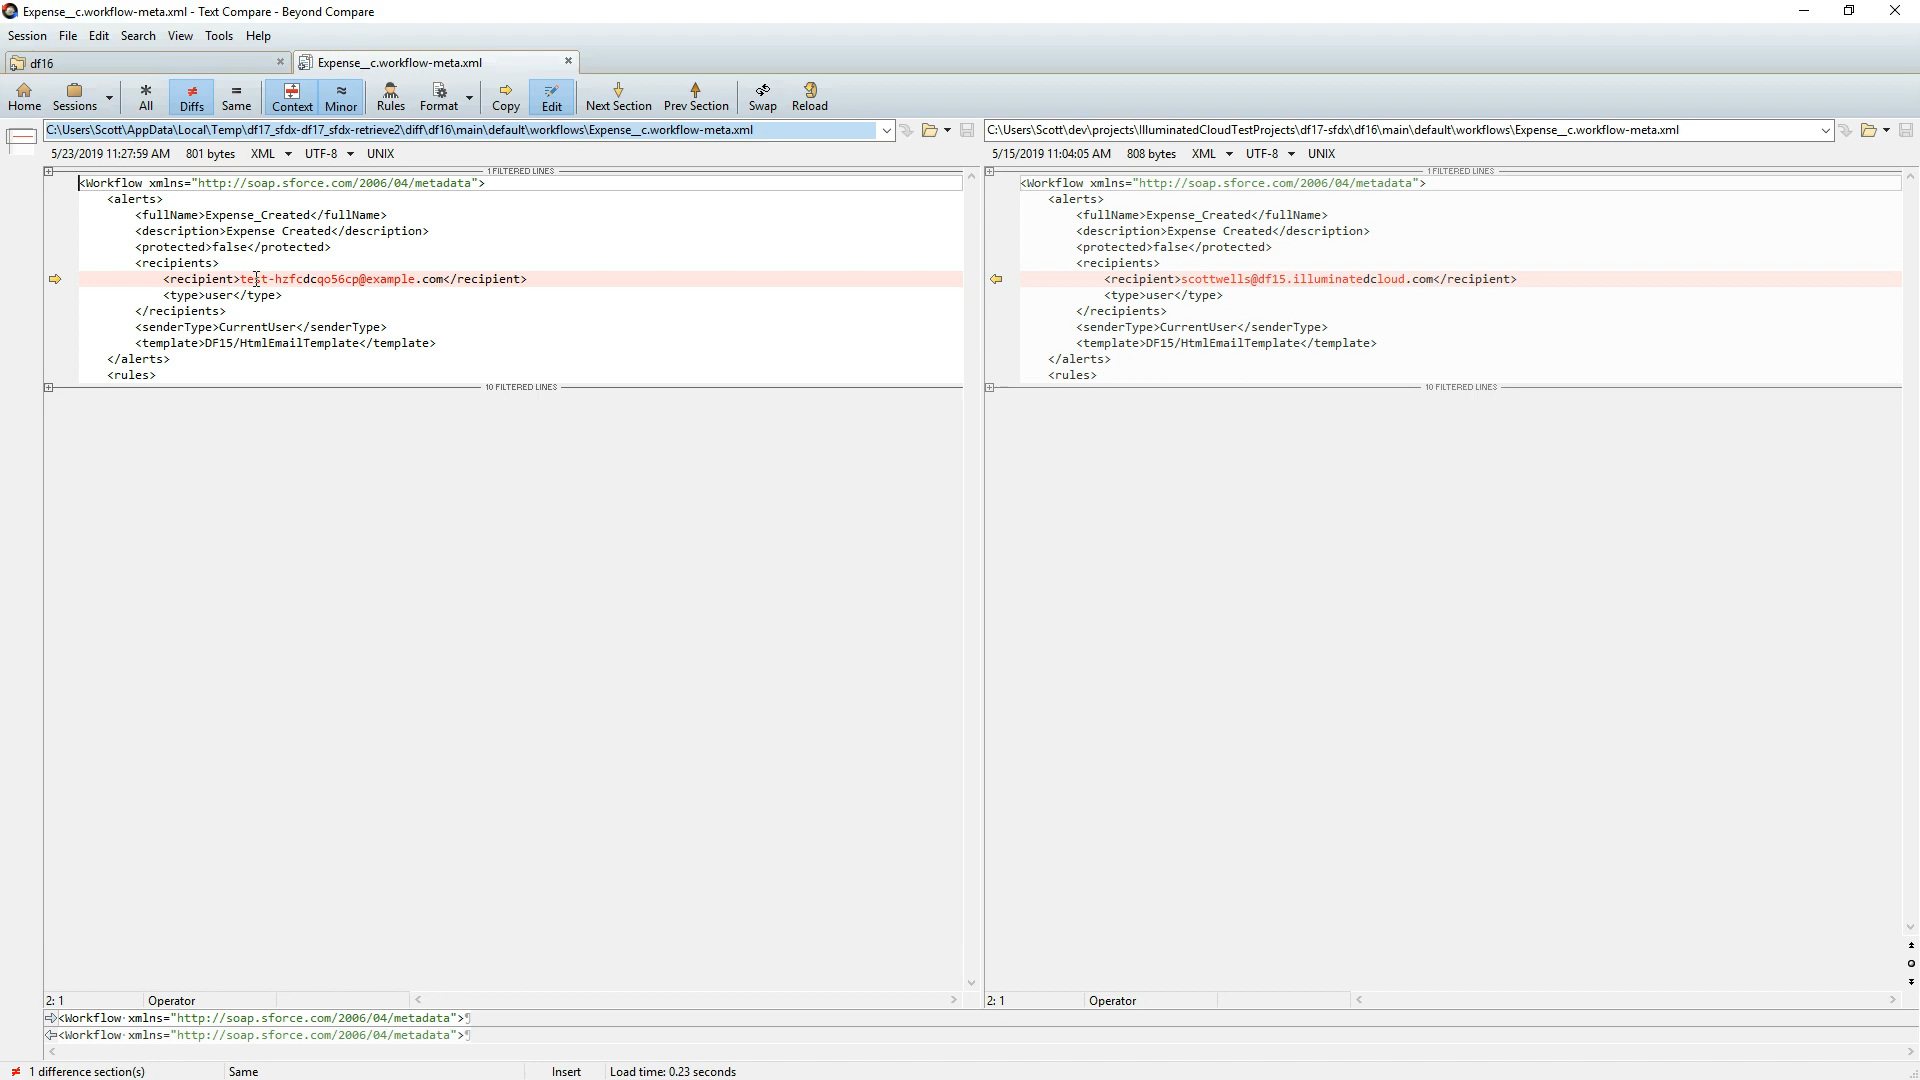 Expense__c.workflow-meta.xml - Text Compare - Beyond Compare
Session File Edit Search View Tools Help
df16 Expense__c.workflow-meta.xml
Home Sessions All Diffs Same Context Minor Rules Format Copy Edit Next Section Prev Section Swap Reload
C:\Users\Scott\AppData\Local\Temp\df17_sfdx-df17_sfdx-retrieve2\diff\df16\main\default\workflows\Expense__c.workflow-meta.xml
5/23/2019 11:27:59 AM 801 bytes XML UTF-8 UNIX
1 FILTERED LINES
<Workflow xmlns="http://soap.sforce.com/2006/04/metadata">
<alerts>
<fullName>Expense_Created</fullName>
<description>Expense Created</description>
<protected>false</protected>
<recipients>
<recipient>test-hzfcdcqo56cp@example.com</recipient>
<type>user</type>
</recipients>
<senderType>CurrentUser</senderType>
<template>DF15/HtmlEmailTemplate</template>
</alerts>
<rules>
10 FILTERED LINES
2: 1 Operator
C:\Users\Scott\dev\projects\IlluminatedCloudTestProjects\df17-sfdx\df16\main\default\workflows\Expense__c.workflow-meta.xml
5/15/2019 11:04:05 AM 808 bytes XML UTF-8 UNIX
1 FILTERED LINES
<Workflow xmlns="http://soap.sforce.com/2006/04/metadata">
<alerts>
<fullName>Expense_Created</fullName>
<description>Expense Created</description>
<protected>false</protected>
<recipients>
<recipient>scottwells@df15.illuminatedcloud.com</recipient>
<type>user</type>
</recipients>
<senderType>CurrentUser</senderType>
<template>DF15/HtmlEmailTemplate</template>
</alerts>
<rules>
10 FILTERED LINES
2: 1 Operator
<Workflow·xmlns="http://soap.sforce.com/2006/04/metadata">¶
<Workflow·xmlns="http://soap.sforce.com/2006/04/metadata">¶
1 difference section(s) Same Insert Load time: 0.23 seconds